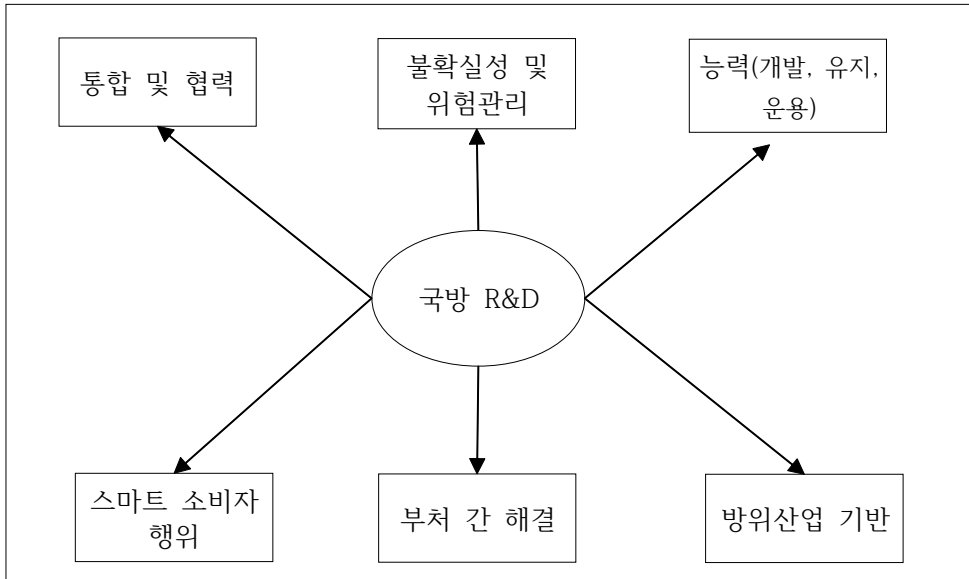 통합 및 협력
불확실성 및
위험관리
능력(개발, 유지,
운용)
국방 R&D
스마트 소비자
행위
부처 간 해결
방위산업 기반